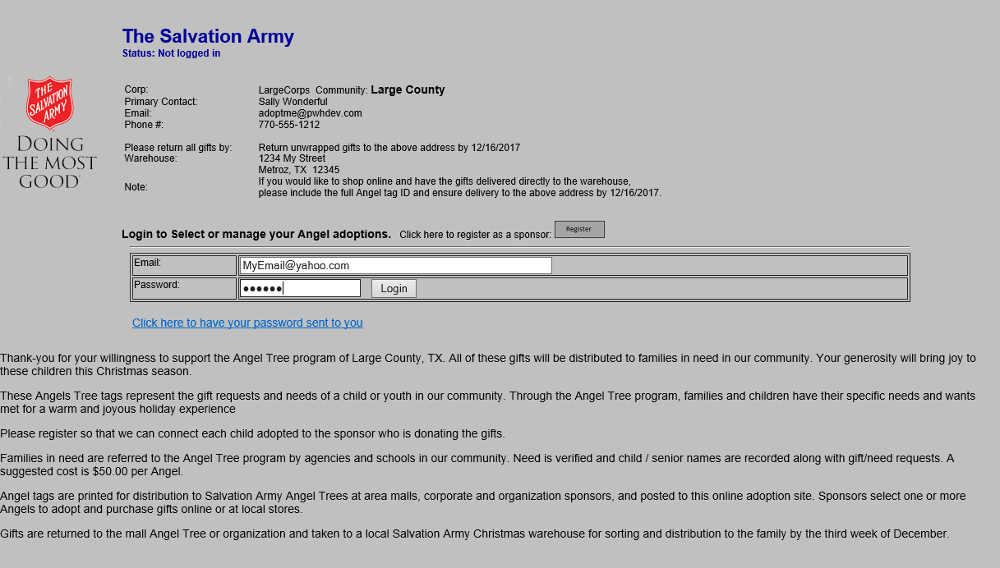 The Salvation Army
Status: Not logged in
THE
SALVATION
ARMY
DOING
THE MOST
GOOD
Corp: LargeCorps Community: Large County
Primary Contact: Sally Wonderful
Email: adoptme@pwhdev.com
Phone #: 770-555-1212
Please return all gifts by: Return unwrapped gifts to the above address by 12/16/2017
Warehouse: 1234 My Street
Metroz, TX 12345
If you would like to shop online and have the gifts delivered directly to the warehouse,
Note:
please include the full Angel tag ID and ensure delivery to the above address by 12/16/2017.
Login to Select or manage your Angel adoptions. Click here to register as a sponsor: Register
Email: MyEmail@yahoo.com
Password: ●●●●●● Login
Click here to have your password sent to you
Thank-you for your willingness to support the Angel Tree program of Large County, TX. All of these gifts will be distributed to families in need in our community. Your generosity will bring joy to
these children this Christmas season.
These Angels Tree tags represent the gift requests and needs of a child or youth in our community. Through the Angel Tree program, families and children have their specific needs and wants
met for a warm and joyous holiday experience
Please register so that we can connect each child adopted to the sponsor who is donating the gifts.
Families in need are referred to the Angel Tree program by agencies and schools in our community. Need is verified and child / senior names are recorded along with gift/need requests. A
suggested cost is $50.00 per Angel.
Angel tags are printed for distribution to Salvation Army Angel Trees at area malls, corporate and organization sponsors, and posted to this online adoption site. Sponsors select one or more
Angels to adopt and purchase gifts online or at local stores.
Gifts are returned to the mall Angel Tree or organization and taken to a local Salvation Army Christmas warehouse for sorting and distribution to the family by the third week of December.